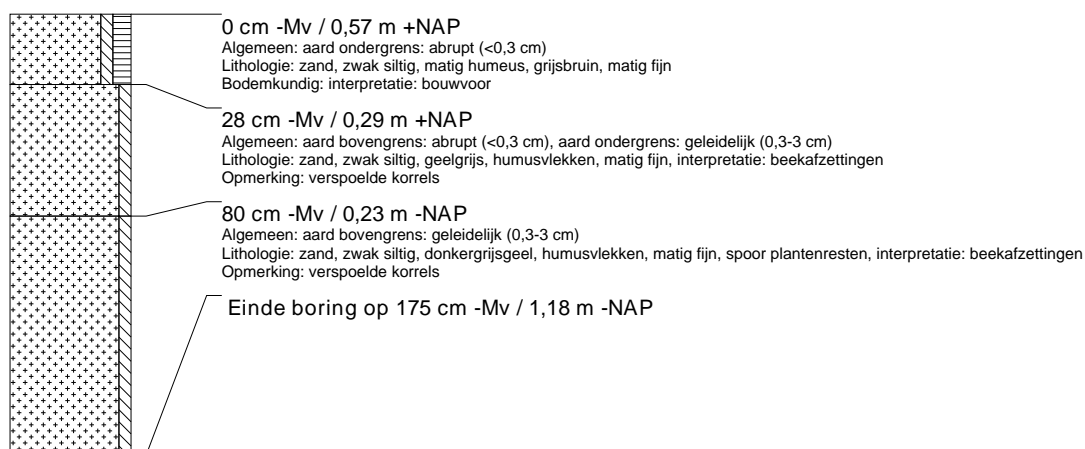 0 cm -Mv / 0,57 m +NAP
Algemeen: aard ondergrens: abrupt (<0,3 cm)
Lithologie: zand, zwak siltig, matig humeus, grijsbruin, matig fijn
Bodemkundig: interpretatie: bouwvoor
28 cm -Mv / 0,29 m +NAP
Algemeen: aard bovengrens: abrupt (<0,3 cm), aard ondergrens: geleidelijk (0,3-3 cm)
Lithologie: zand, zwak siltig, geelgrijs, humusvlekken, matig fijn, interpretatie: beekafzettingen
Opmerking: verspoelde korrels
80 cm -Mv / 0,23 m -NAP
Algemeen: aard bovengrens: geleidelijk (0,3-3 cm)
Lithologie: zand, zwak siltig, donkergrijsgeel, humusvlekken, matig fijn, spoor plantenresten, interpretatie: beekafzettingen
Opmerking: verspoelde korrels
Einde boring op 175 cm -Mv / 1,18 m -NAP